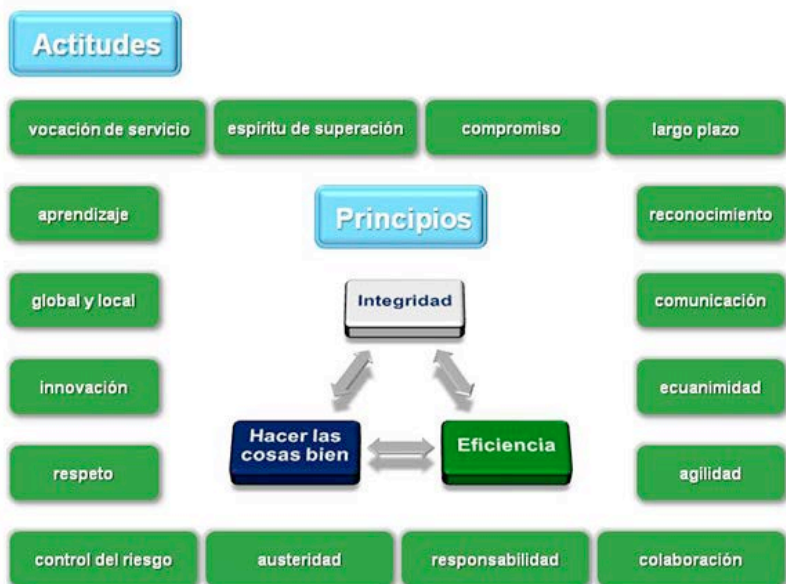 Actitudes
vocación de servicio
espíritu de superación
compromiso
largo plazo
aprendizaje
Principios
reconocimiento
Integridad
global y local
comunicación
innovación
ecuanimidad
Hacer las
cosas bien
Eficiencia
respeto
agilidad
control del riesgo
austeridad
responsabilidad
colaboración